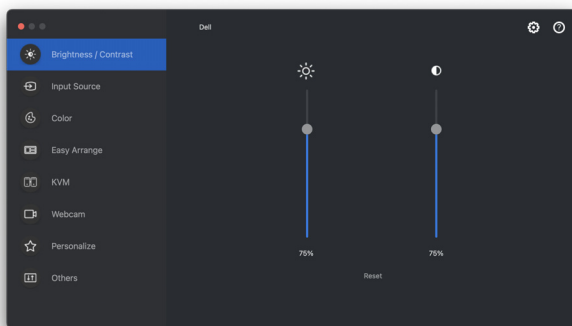 Dell
Brightness / Contrast
Input Source
Color
Easy Arrange
KVM
Webcam
Personalize
Others
75%
75%
Reset